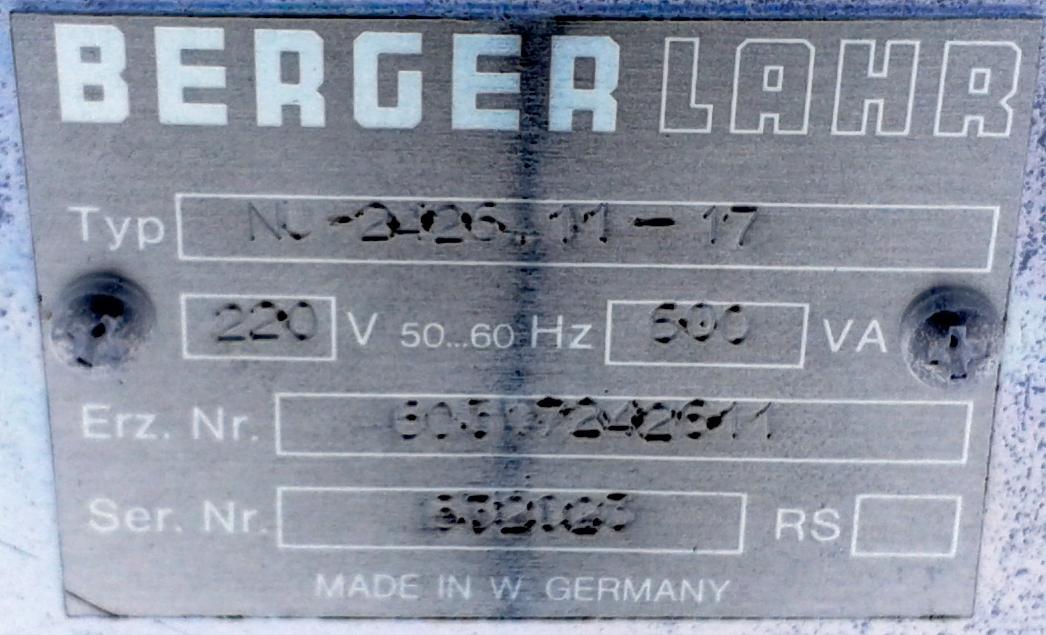 BERGER LAHR
Typ NU-2426.11-17
220 V 50...60 Hz 600 VA
Erz. Nr.
Ser. Nr. RS
MADE IN W. GERMANY